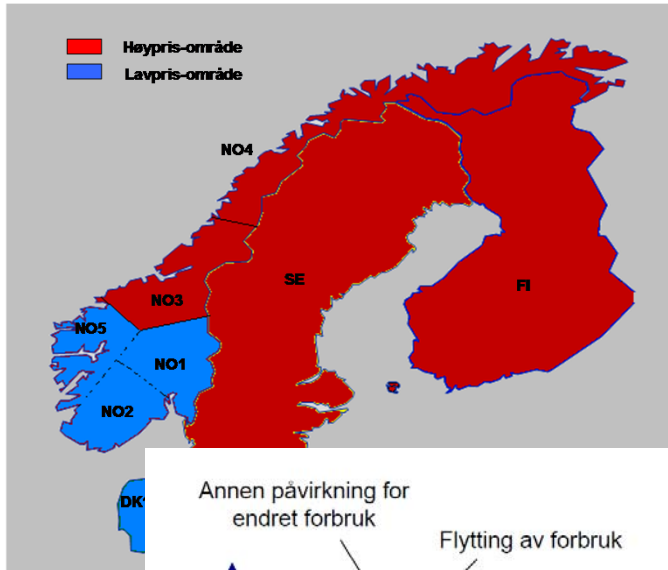 Høypris-område
Lavpris-område
NO4
SE
FI
NO3
NO5
NO1
NO2
DK1
Annen påvirkning for
endret forbruk
Flytting av forbruk